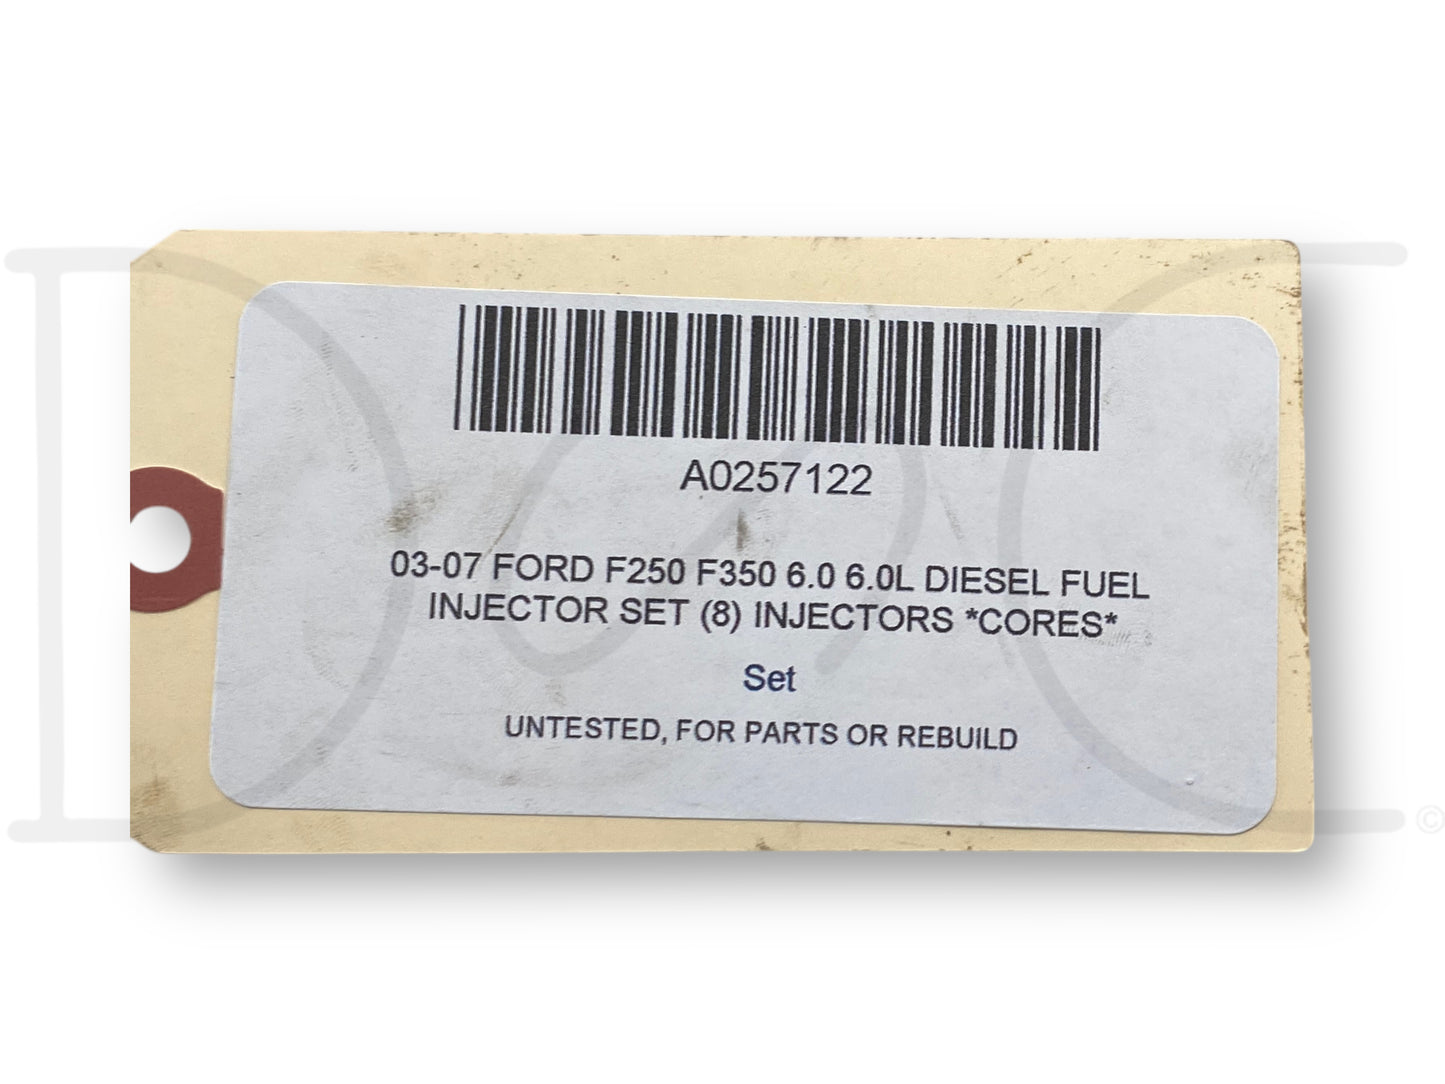 A0257122
03-07 FORD F250 F350 6.0 6.0L DIESEL FUEL
INJECTOR SET (8) INJECTORS *CORES*
Set
UNTESTED, FOR PARTS OR REBUILD
©